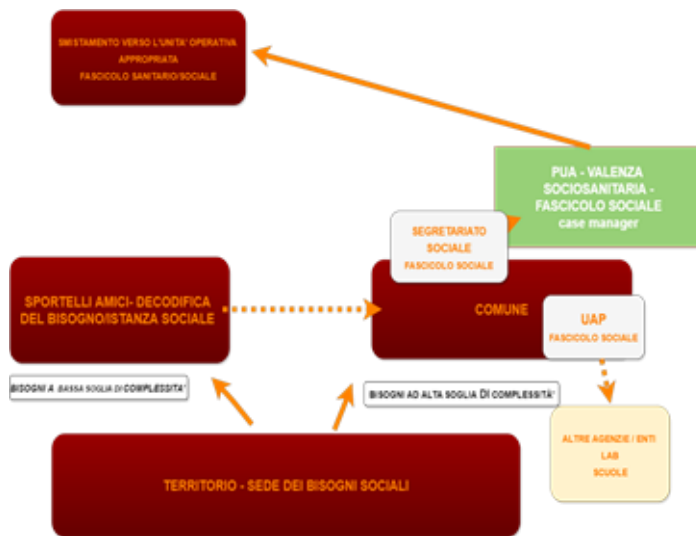 SMISTAMENTO VERSO L'UNITA' OPERATIVA
APPROPRIATA
FASCICOLO SANITARIO/SOCIALE
PUA - VALENZA
SOCIOSANITARIA -
FASCICOLO SOCIALE
case manager
SEGRETARIATO
SOCIALE
FASCICOLO SOCIALE
SPORTELLI AMICI- DECODIFICA
DEL BISOGNO/ISTANZA SOCIALE
COMUNE
UAP
FASCICOLO SOCIALE
BISOGNI A BASSA SOGLIA DI COMPLESSITA'
BISOGNI AD ALTA SOGLIA DI COMPLESSITA'
ALTRE AGENZIE / ENTI
LAB
SCUOLE
TERRITORIO - SEDE DEI BISOGNI SOCIALI